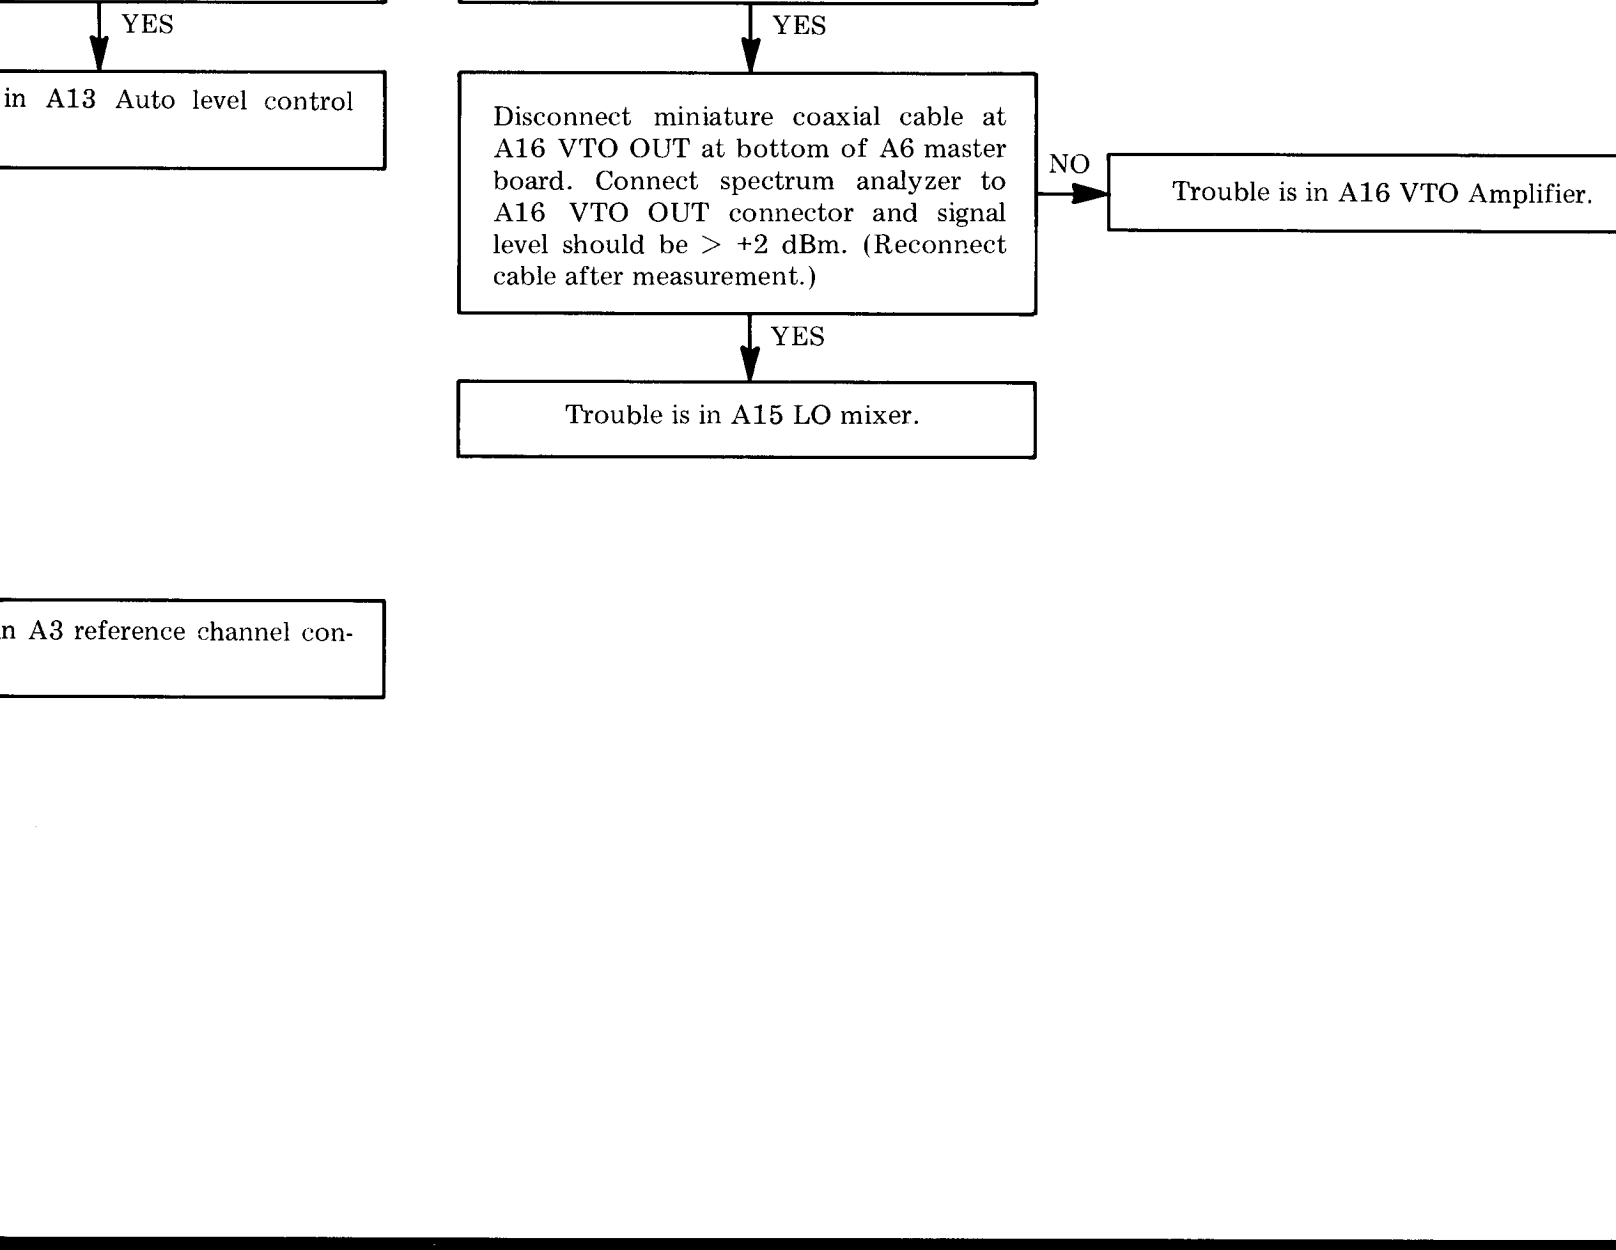 YES
in A13 Auto level control
YES
Disconnect miniature coaxial cable at
A16 VTO OUT at bottom of A6 master
board. Connect spectrum analyzer to
A16 VTO OUT connector and signal
level should be > +2 dBm. (Reconnect
cable after measurement.)
NO
Trouble is in A16 VTO Amplifier.
YES
Trouble is in A15 LO mixer.
n A3 reference channel con-